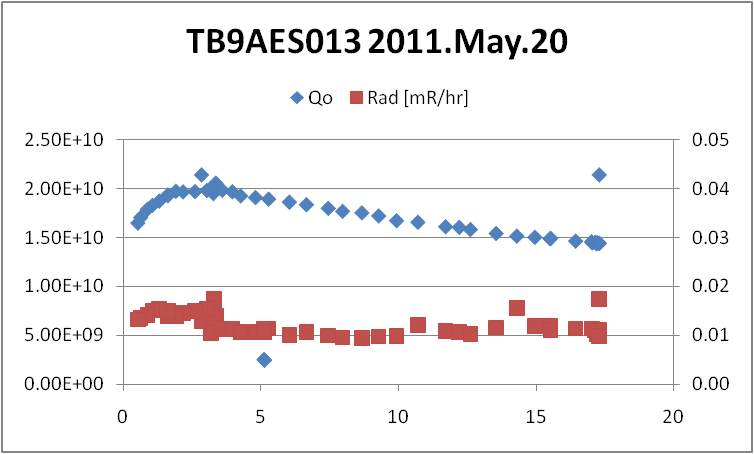 TB9AES013 2011.May.20
Qo Rad [mR/hr]
2.50E+10 0.05
2.00E+10 0.04
1.50E+10 0.03
1.00E+10 0.02
5.00E+09 0.01
0.00E+00 0.00
0 5 10 15 20